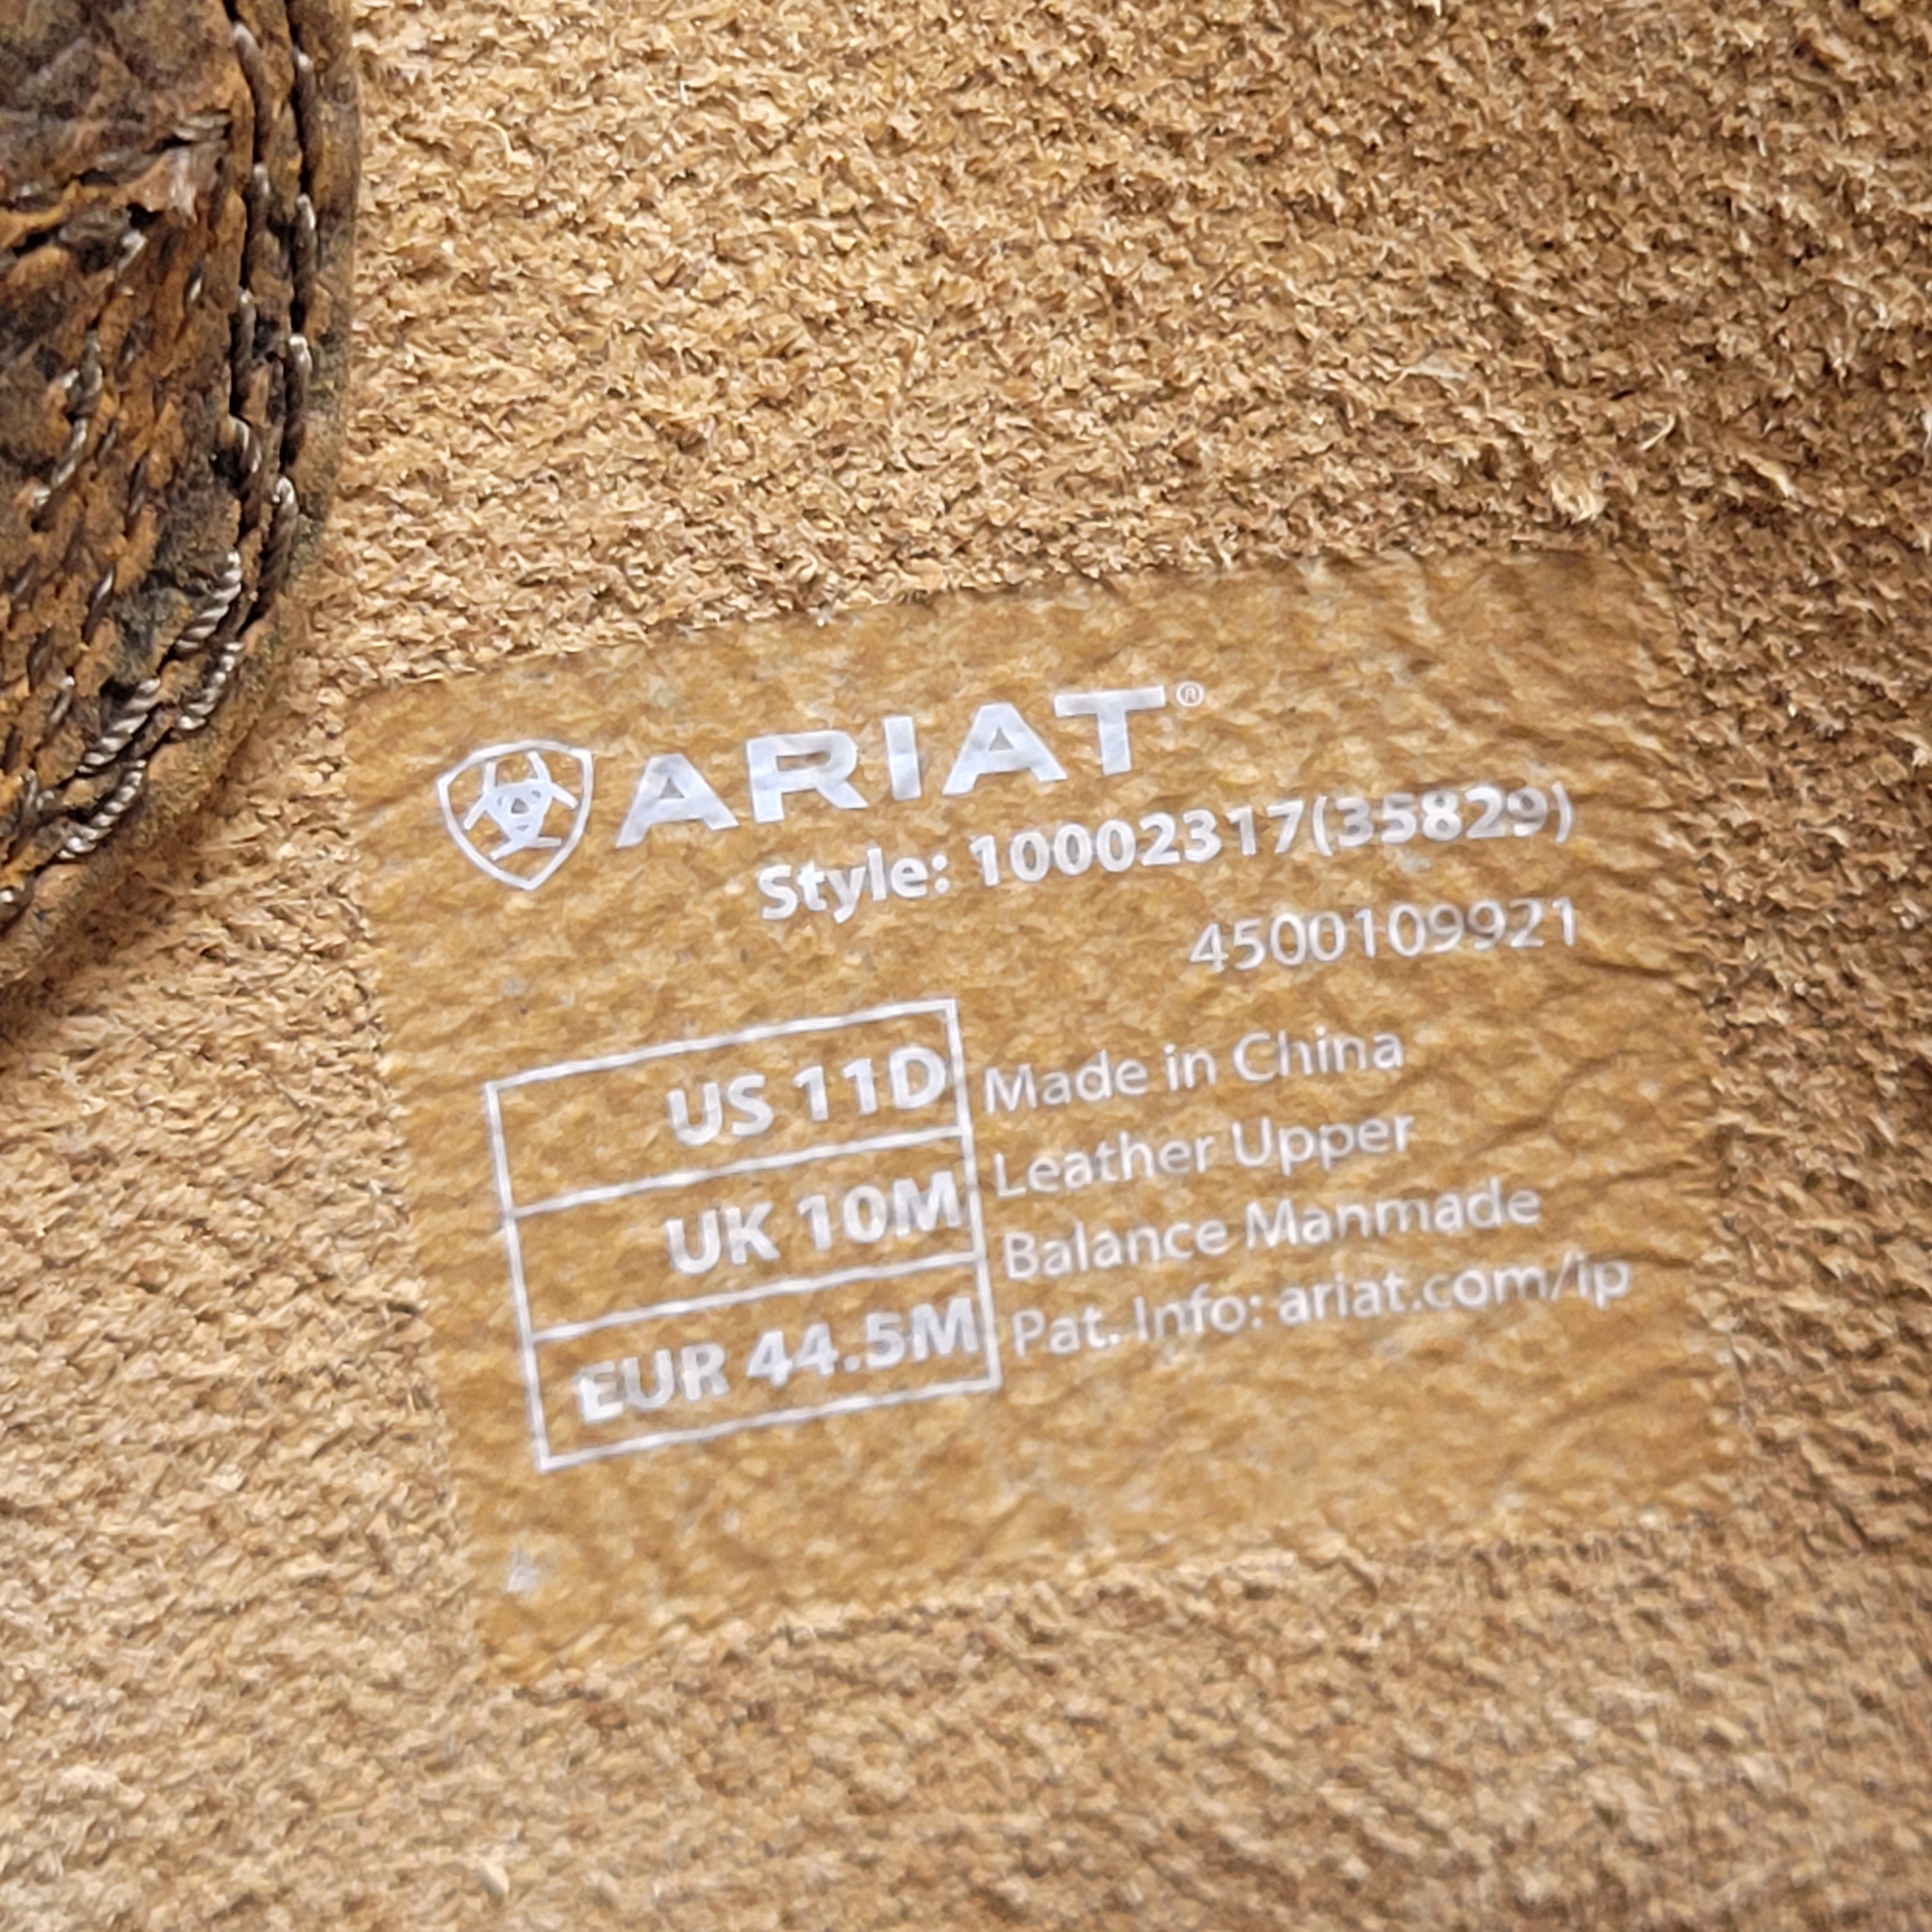 ARIAT®
Style: 10002317(35829)
4500109921
US 11D
UK 10M
EUR 44.5M
Made in China
Leather Upper
Balance Manmade
Pat. Info: ariat.com/ip